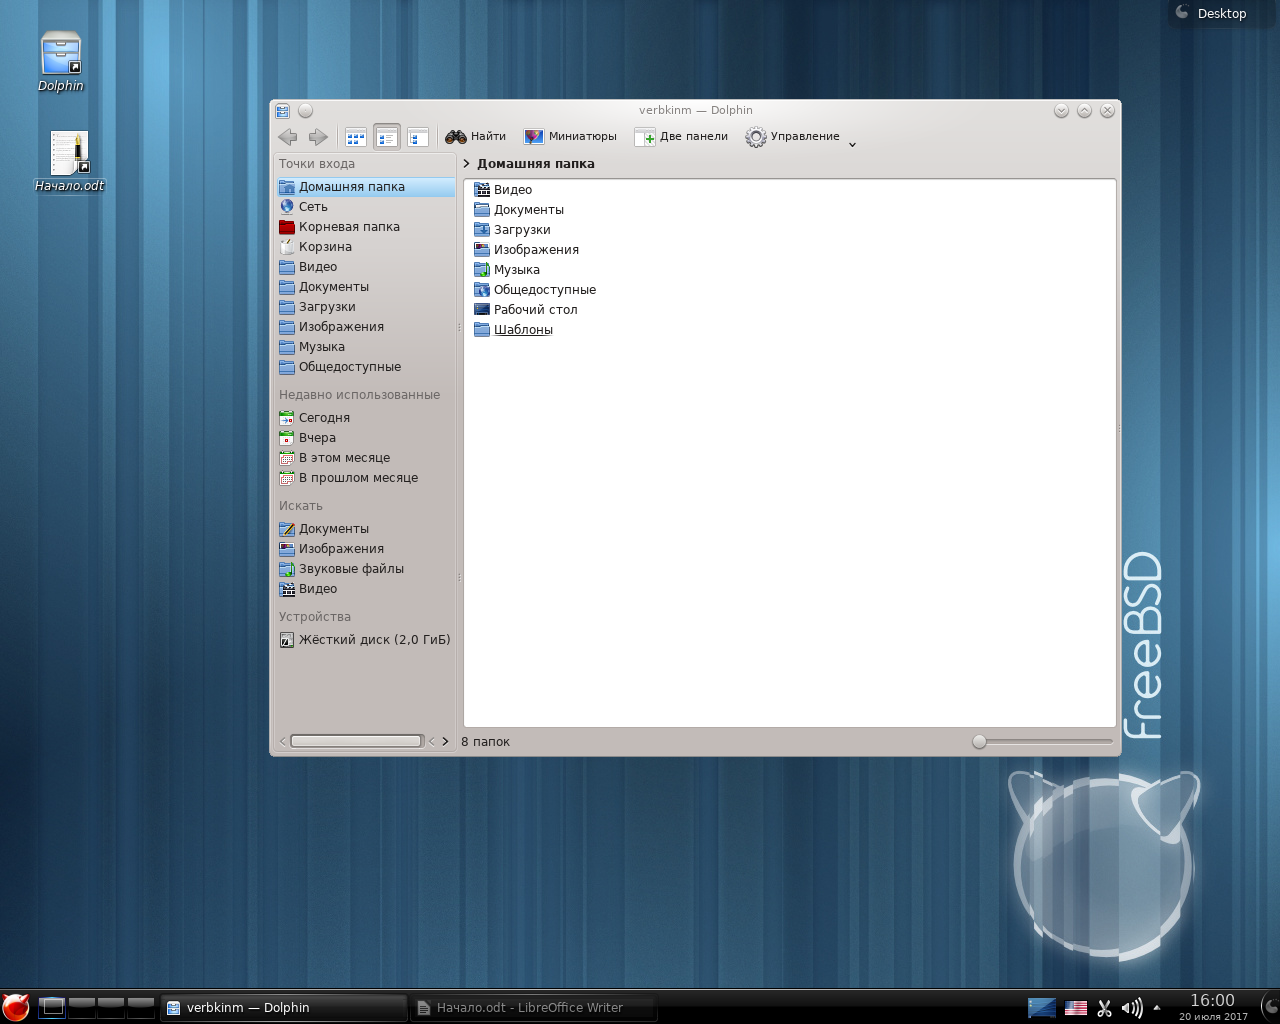 Desktop
Dolphin
Начало.odt
verbkinm — Dolphin
Найти Миниатюры Две панели Управление
Точки входа
Домашняя папка
Сеть
Корневая папка
Корзина
Видео
Документы
Загрузки
Изображения
Музыка
Общедоступные
Недавно использованные
Сегодня
Вчера
В этом месяце
В прошлом месяце
Искать
Документы
Изображения
Звуковые файлы
Видео
Устройства
Жёсткий диск (2,0 ГиБ)
Домашняя папка
Видео
Документы
Загрузки
Изображения
Музыка
Общедоступные
Рабочий стол
Шаблоны
8 папок
FreeBSD
verbkinm — Dolphin
Начало.odt - LibreOffice Writer
16:00
20 июля 2017